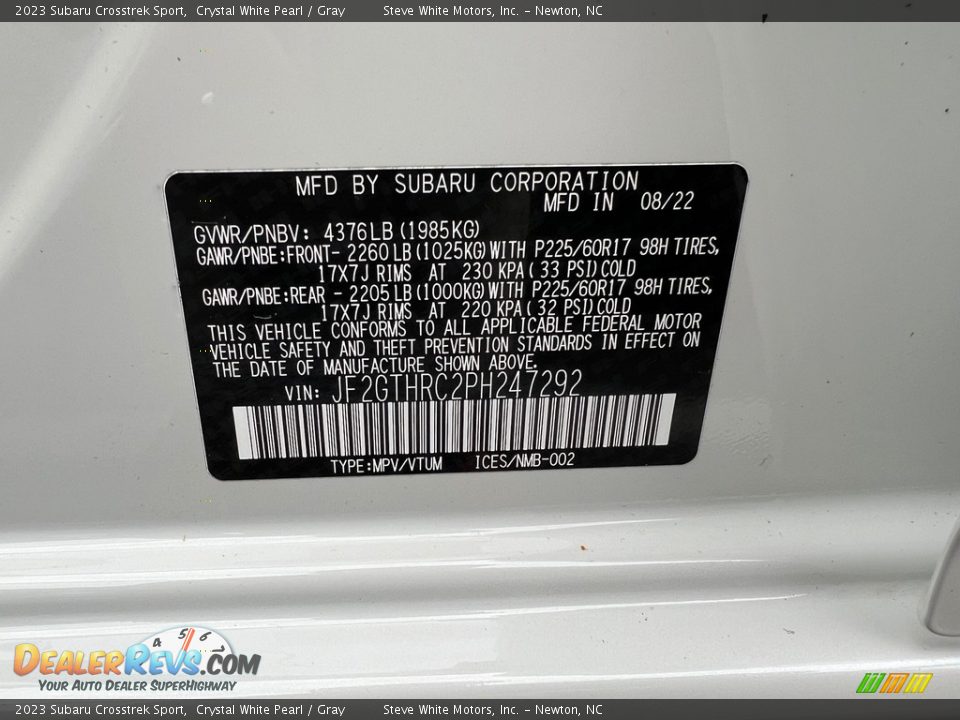 2023 Subaru Crosstrek Sport, Crystal White Pearl / Gray Steve White Motors, Inc. - Newton, NC
MFD BY SUBARU CORPORATION
MFD IN 08/22
GVWR/PNBV: 4376LB (1985KG)
GAWR/PNBE:FRONT- 2260 LB (1025KG) WITH P225/60R17 98H TIRES,
17X7J RIMS AT 230 KPA ( 33 PSI) COLD
GAWR/PNBE:REAR - 2205 LB (1000KG) WITH P225/60R17 98H TIRES,
17X7J RIMS AT 220 KPA ( 32 PSI) COLD
THIS VEHICLE CONFORMS TO ALL APPLICABLE FEDERAL MOTOR
VEHICLE SAFETY AND THEFT PREVENTION STANDARDS IN EFFECT ON
THE DATE OF MANUFACTURE SHOWN ABOVE.
VIN: JF2GTHRC2PH247292
TYPE:MPV/VTUM ICES/NMB-002
4 5 6 7
DEALERREVS.COM
YOUR AUTO DEALER SUPERHIGHWAY
2023 Subaru Crosstrek Sport, Crystal White Pearl / Gray Steve White Motors, Inc. - Newton, NC